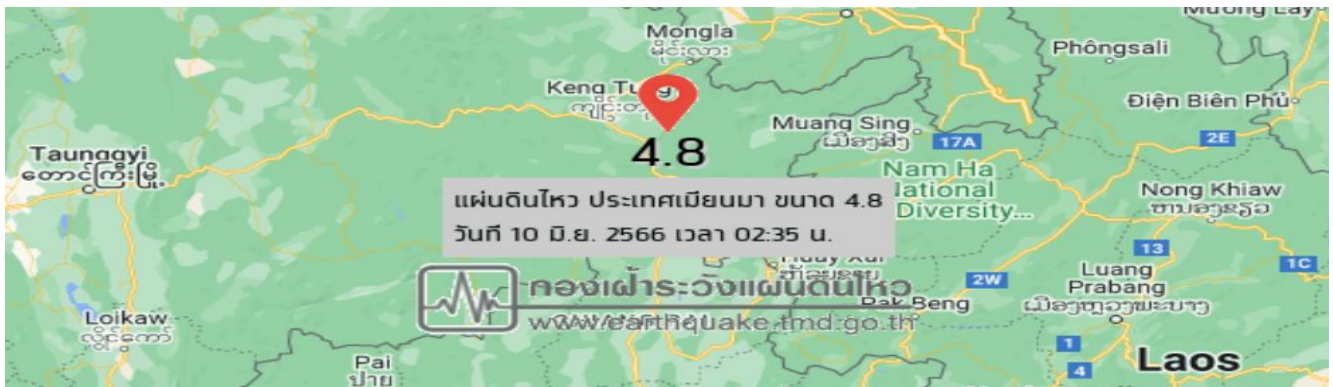 Mongla
မိုင်းလား
Muong Lay
Phôngsali
Keng Tung
Điện Biên Phủ
4.8
Muang Sing
ເມືອງສິງ
17A
2E
Taunggyi
တောင်ကြီးမြို့
Nam Ha
National
Diversity...
Nong Khiaw
ໜອງຂຽວ
แผ่นดินไหว ประเทศเมียนมา ขนาด 4.8
วันที่ 10 มิ.ย. 2566 เวลา 02:35 น.
13
1C
Huay Xai
2W
Luang
Prabang
ເມືອງຫຼວງພະບາງ
กองเฝ้าระวังแผ่นดินไหว
Pak Beng
www.earthquake.tmd.go.th
Loikaw
လွိုင်ကော်
1
4
Laos
Pai
ปาย